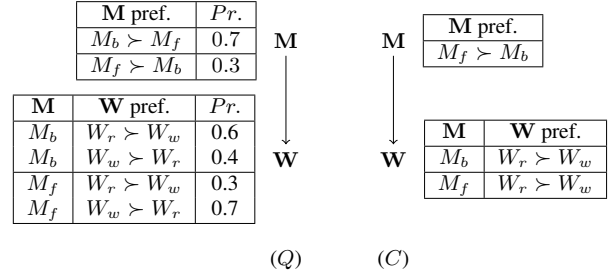 M pref. Pr.
M_b ≻ M_f 0.7
M_f ≻ M_b 0.3
M
W
M W pref. Pr.
M_b W_r ≻ W_w 0.6
M_b W_w ≻ W_r 0.4
M_f W_r ≻ W_w 0.3
M_f W_w ≻ W_r 0.7
(Q)
M pref.
M_f ≻ M_b
M
W
M W pref.
M_b W_r ≻ W_w
M_f W_r ≻ W_w
(C)